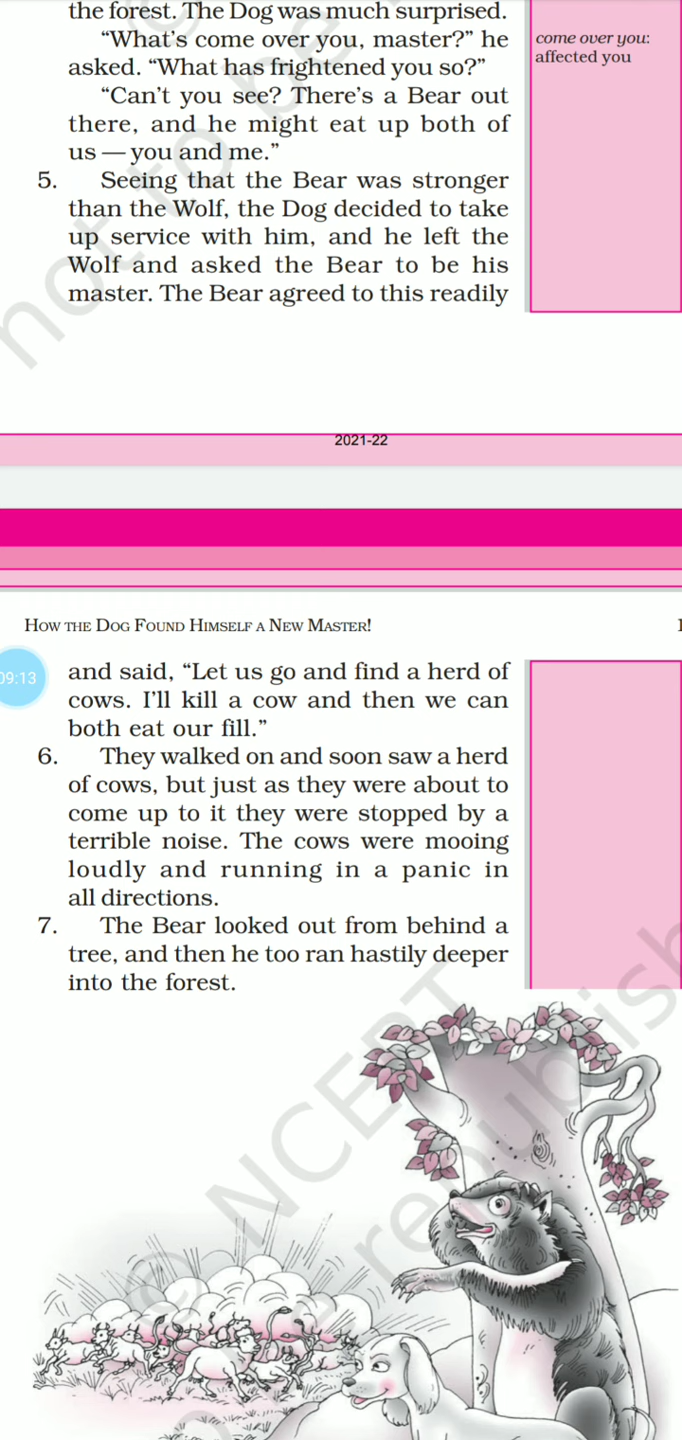 the forest. The Dog was much surprised.
“What’s come over you, master?” he
asked. “What has frightened you so?”
“Can’t you see? There’s a Bear out
there, and he might eat up both of
us — you and me.”
come over you:
affected you
5. Seeing that the Bear was stronger
than the Wolf, the Dog decided to take
up service with him, and he left the
Wolf and asked the Bear to be his
master. The Bear agreed to this readily
2021-22
HOW THE DOG FOUND HIMSELF A NEW MASTER!
09:13
and said, “Let us go and find a herd of
cows. I’ll kill a cow and then we can
both eat our fill.”
6. They walked on and soon saw a herd
of cows, but just as they were about to
come up to it they were stopped by a
terrible noise. The cows were mooing
loudly and running in a panic in
all directions.
7. The Bear looked out from behind a
tree, and then he too ran hastily deeper
into the forest.
not to be
© NCERT
republish